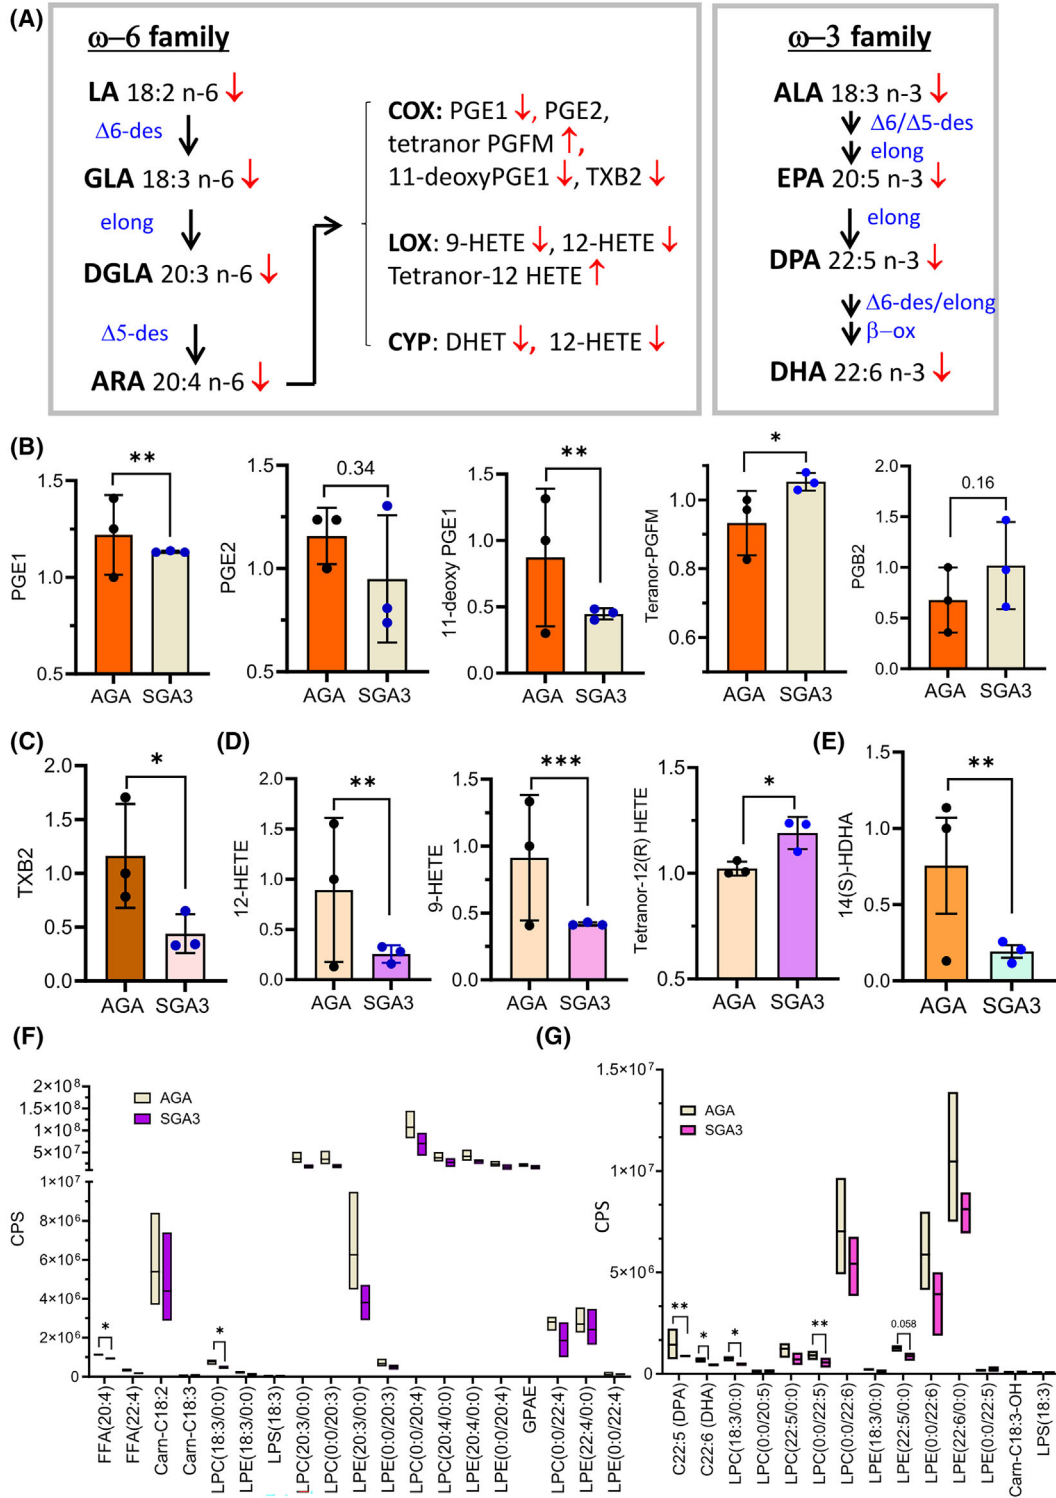 (A)
ω–6 family
LA 18:2 n-6 ↓
Δ6-des
GLA 18:3 n-6 ↓
elong
DGLA 20:3 n-6 ↓
Δ5-des
ARA 20:4 n-6 ↓
COX: PGE1 ↓, PGE2,
tetranor PGFM ↑,
11-deoxyPGE1 ↓, TXB2 ↓
LOX: 9-HETE ↓, 12-HETE ↓
Tetranor-12 HETE ↑
CYP: DHET ↓, 12-HETE ↓
ω–3 family
ALA 18:3 n-3 ↓
Δ6/Δ5-des
elong
EPA 20:5 n-3 ↓
elong
DPA 22:5 n-3 ↓
Δ6-des/elong
β–ox
DHA 22:6 n-3 ↓
(B)
PGE1
1.5
1.0
0.5
**
AGA SGA3
PGE2
1.5
1.0
0.5
0.34
AGA SGA3
11-deoxy PGE1
1.5
1.0
0.5
0.0
**
AGA SGA3
Teranor-PGFM
1.0
0.8
0.6
*
AGA SGA3
PGB2
2.0
1.5
1.0
0.5
0.0
0.16
AGA SGA3
(C)
TXB2
2.0
1.5
1.0
0.5
0.0
*
AGA SGA3
(D)
12-HETE
2.0
1.5
1.0
0.5
0.0
**
AGA SGA3
9-HETE
1.5
1.0
0.5
0.0
***
AGA SGA3
Tetranor-12(R) HETE
1.5
1.0
0.5
*
AGA SGA3
(E)
14(S)-HDHA
1.5
1.0
0.5
0.0
**
AGA SGA3
(F)
CPS
2×10⁸
1.5×10⁸
1×10⁸
5×10⁷
1×10⁷
8×10⁶
6×10⁶
4×10⁶
2×10⁶
0
AGA
SGA3
*
*
FFA(20:4)
FFA(22:4)
Carn-C18:2
Carn-C18:3
LPC(18:3/0:0)
LPE(18:3/0:0)
LPS(18:3)
LPC(20:3/0:0)
LPC(0:0/20:3)
LPE(20:3/0:0)
LPE(0:0/20:3)
LPC(0:0/20:4)
LPC(20:4/0:0)
LPE(20:4/0:0)
LPE(0:0/20:4)
GPAE
LPC(0:0/22:4)
LPE(22:4/0:0)
LPE(0:0/22:4)
(G)
CPS
1.5×10⁷
1×10⁷
5×10⁶
0
AGA
SGA3
**
*
*
**
0.058
C22:5 (DPA)
C22:6 (DHA)
LPC(18:3/0:0)
LPC(0:0/20:5)
LPC(22:5/0:0)
LPC(0:0/22:5)
LPC(0:0/22:6)
LPE(18:3/0:0)
LPE(22:5/0:0)
LPE(0:0/22:6)
LPE(22:6/0:0)
LPE(0:0/22:5)
Carn-C18:3-OH
LPS(18:3)